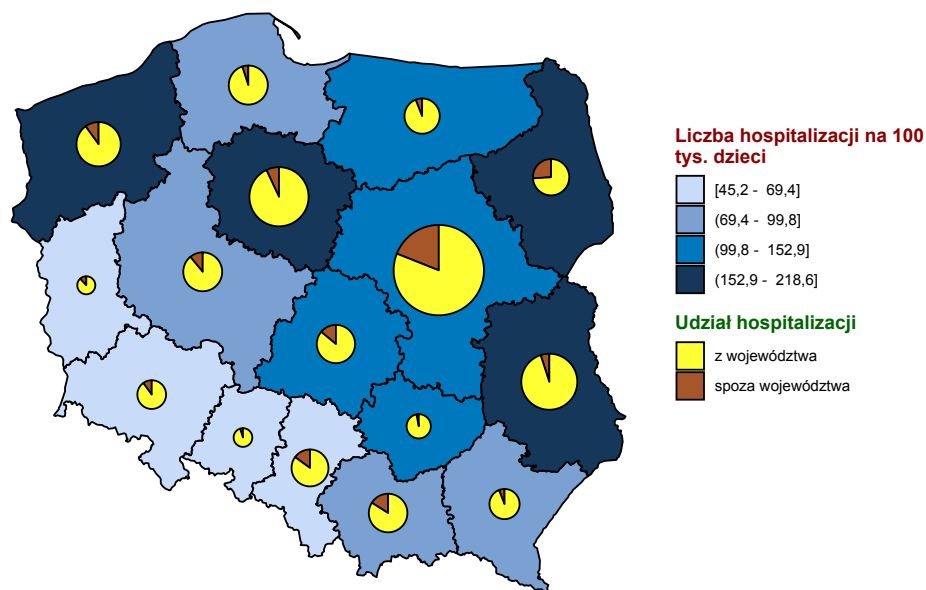 Liczba hospitalizacji na 100
tys. dzieci
[45,2 - 69,4]
(69,4 - 99,8]
(99,8 - 152,9]
(152,9 - 218,6]
Udział hospitalizacji
z województwa
spoza województwa